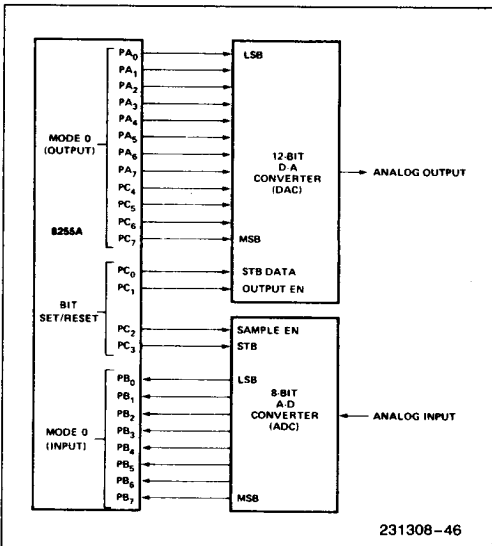 PA0 LSB
PA1
PA2
PA3
MODE 0
(OUTPUT)
PA4
PA5
PA6
PA7
PC4
PC5
PC6
PC7 MSB
12-BIT
D-A
CONVERTER
(DAC)
ANALOG OUTPUT
8255A
BIT
SET/RESET
PC0 STB DATA
PC1 OUTPUT EN
PC2 SAMPLE EN
PC3 STB
MODE 0
(INPUT)
PB0 LSB
PB1
PB2
PB3
PB4
PB5
PB6
PB7 MSB
8-BIT
A-D
CONVERTER
(ADC)
ANALOG INPUT
231308-46